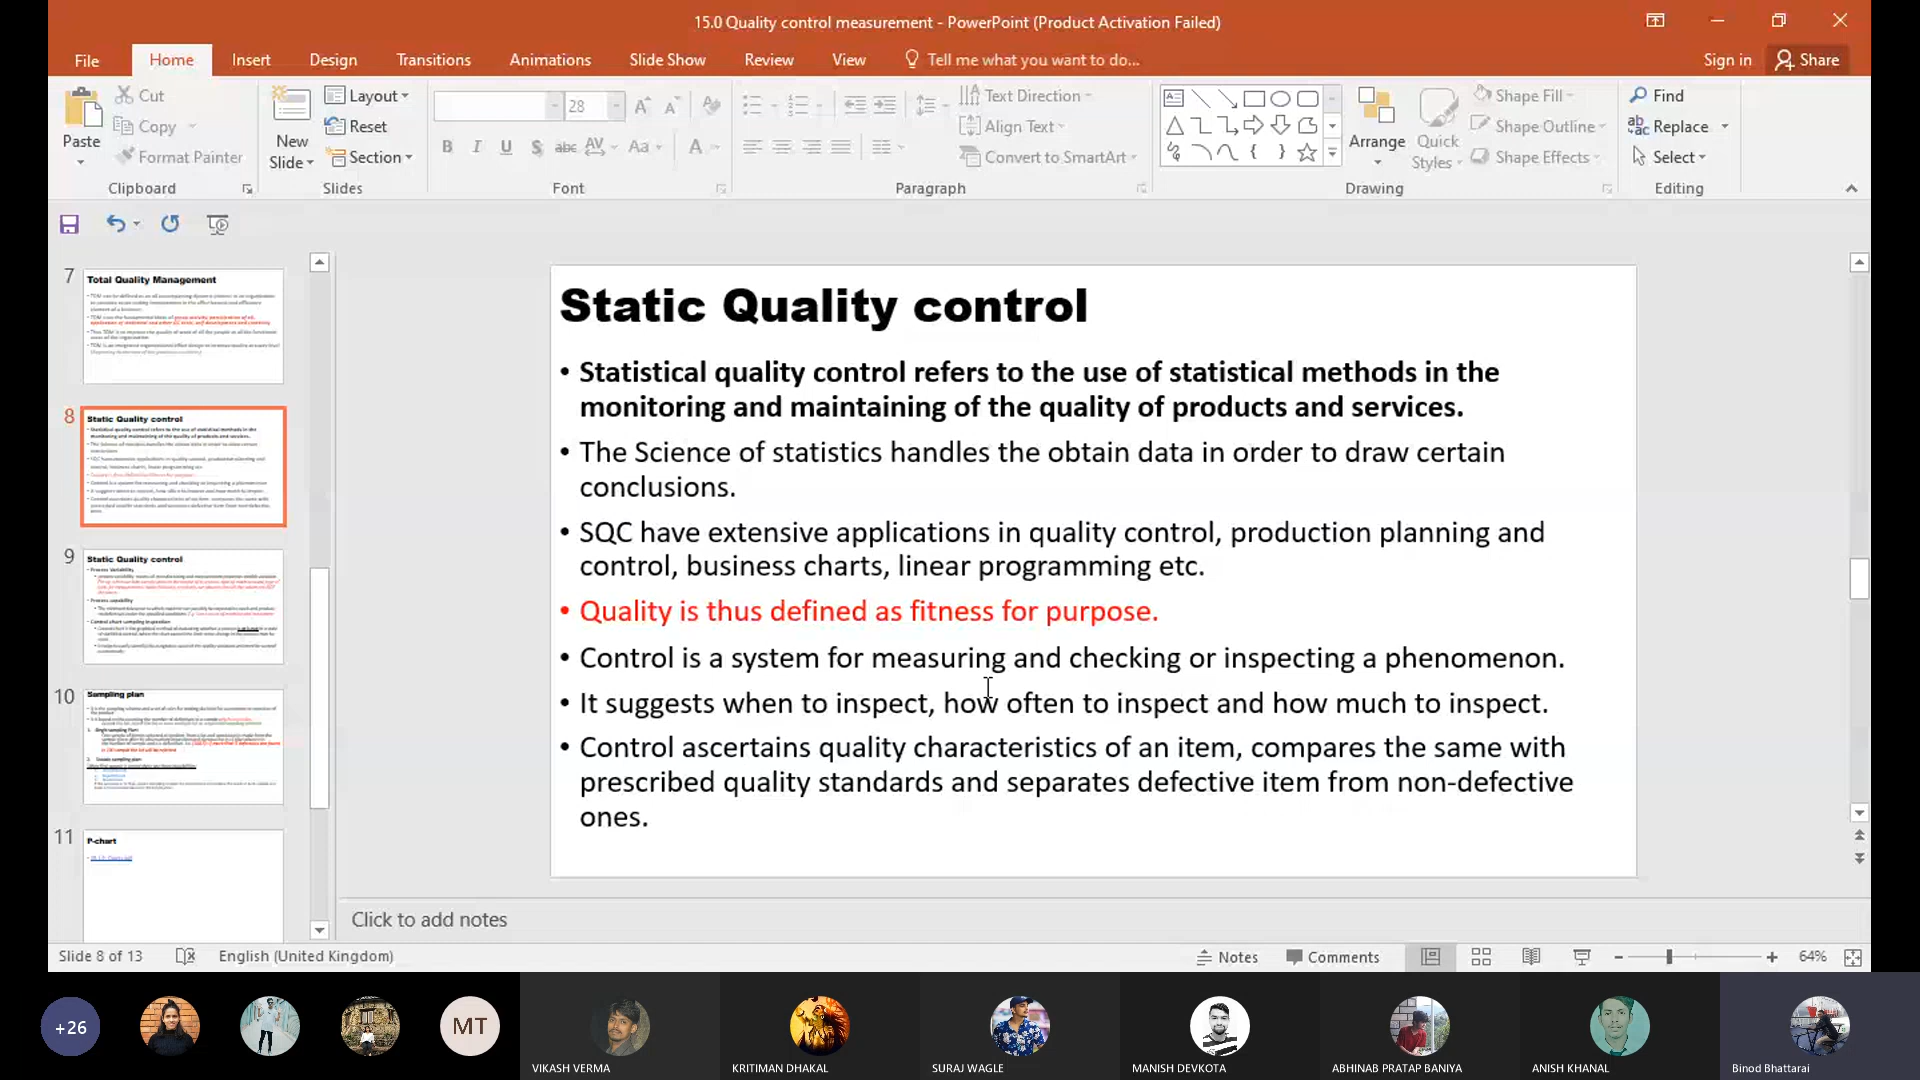 15.0 Quality control measurement - PowerPoint (Product Activation Failed)
File Home Insert Design Transitions Animations Slide Show Review View Tell me what you want to do... Sign in Share
Paste
Cut
Copy
Format Painter
Clipboard
New
Slide
Layout
Reset
Section
Slides
28
B I U S abc AV Aa A
Font
Text Direction
Align Text
Convert to SmartArt
Paragraph
Arrange
Quick
Styles
Shape Fill
Shape Outline
Shape Effects
Drawing
Find
Replace
Select
Editing
7
Total Quality Management
8
Static Quality control
9
Static Quality control
10
Sampling plan
11
P-chart
Static Quality control
• Statistical quality control refers to the use of statistical methods in the
monitoring and maintaining of the quality of products and services.
• The Science of statistics handles the obtain data in order to draw certain
conclusions.
• SQC have extensive applications in quality control, production planning and
control, business charts, linear programming etc.
• Quality is thus defined as fitness for purpose.
• Control is a system for measuring and checking or inspecting a phenomenon.
• It suggests when to inspect, how often to inspect and how much to inspect.
• Control ascertains quality characteristics of an item, compares the same with
prescribed quality standards and separates defective item from non-defective
ones.
Click to add notes
Slide 8 of 13 English (United Kingdom) Notes Comments 64%
+26
MT
VIKASH VERMA
KRITIMAN DHAKAL
SURAJ WAGLE
MANISH DEVKOTA
ABHINAB PRATAP BANIYA
ANISH KHANAL
Binod Bhattarai